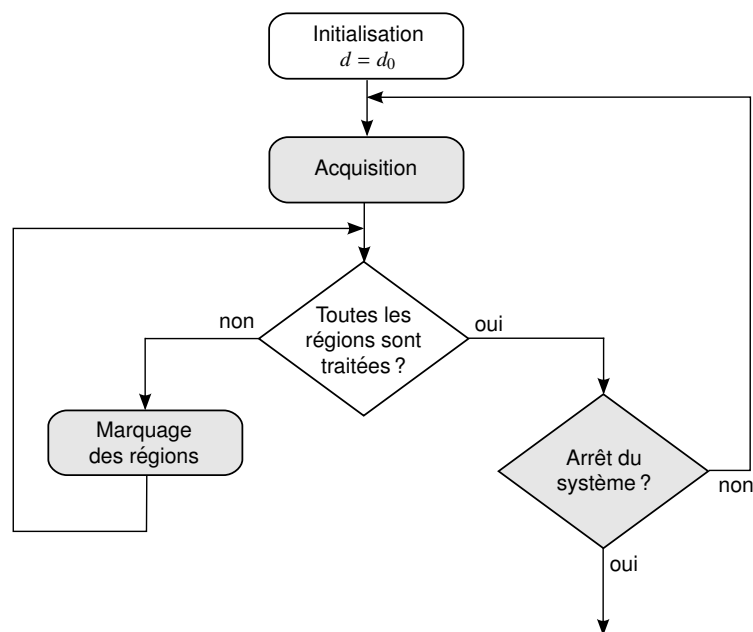 Initialisation
d = d0
Acquisition
Toutes les
régions sont
traitées ?
non
oui
Marquage
des régions
Arrêt du
système ?
non
oui